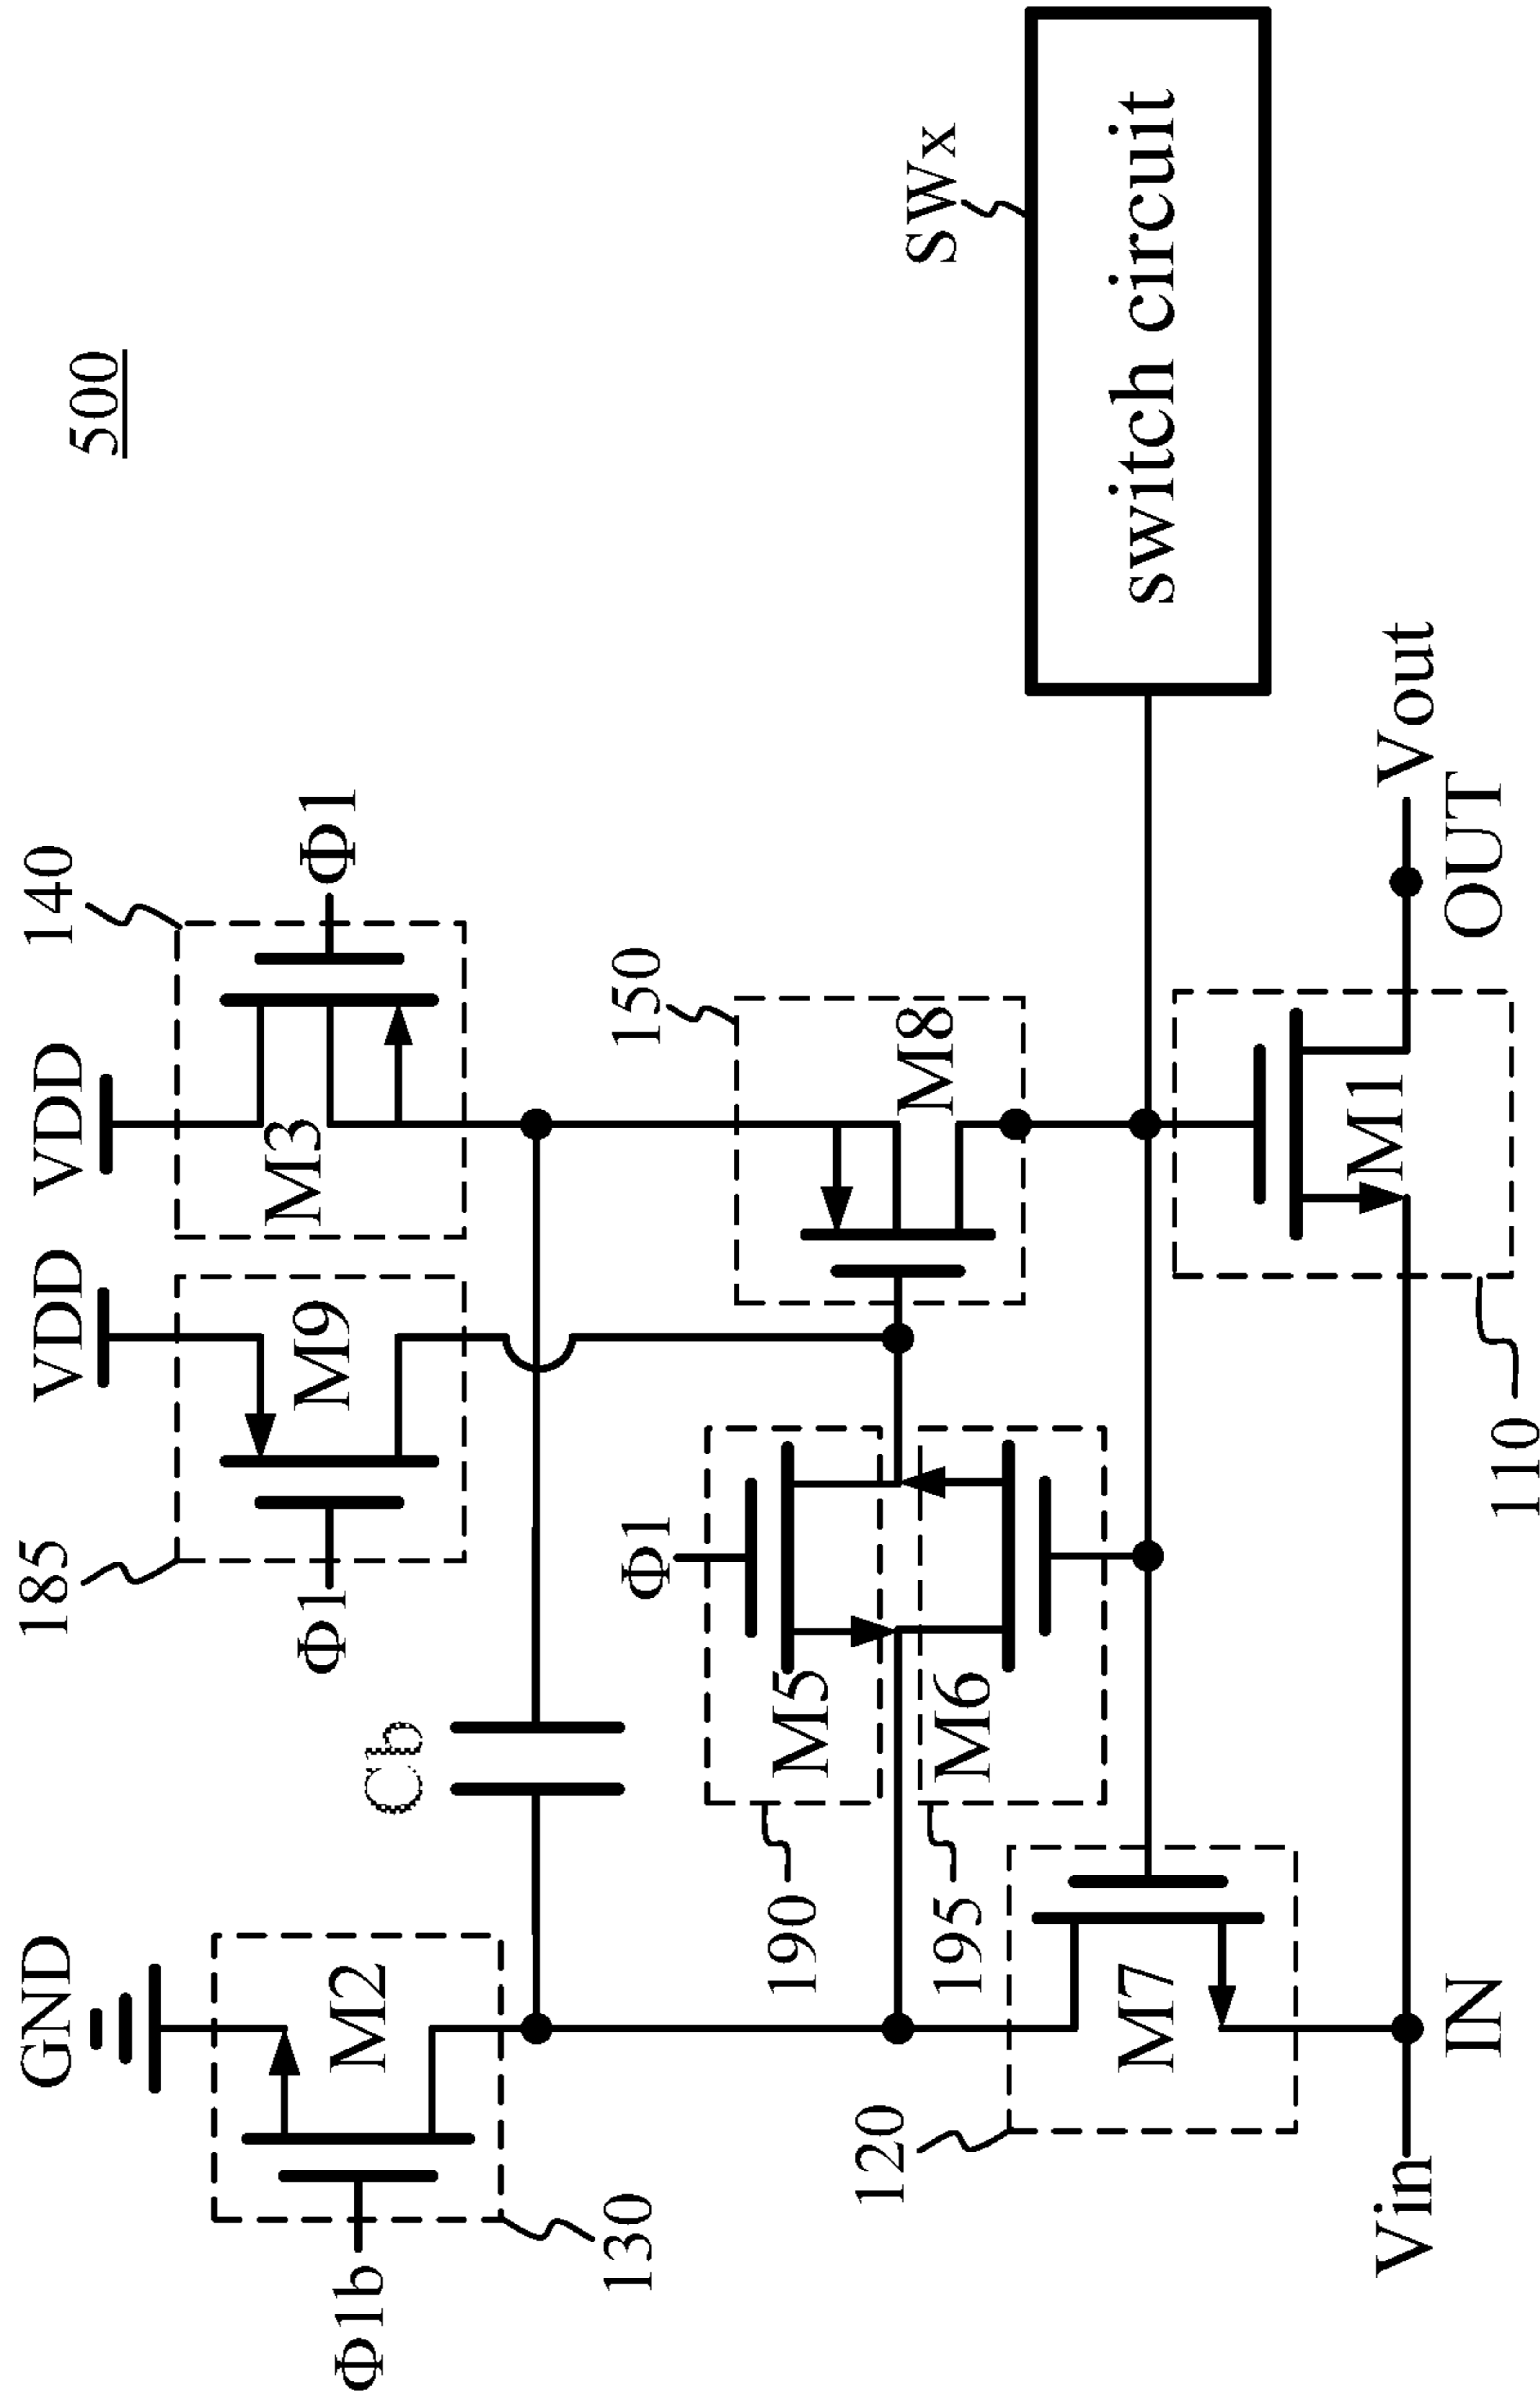 500
GND
VDD
VDD
185
140
M2
M9
M3
Φ1b
Φ1
Φ1
130
Cb
150
Φ1
M5
M8
190
M6
195
SWx
120
M7
switch circuit
M1
Vin
IN
110
Vout
OUT